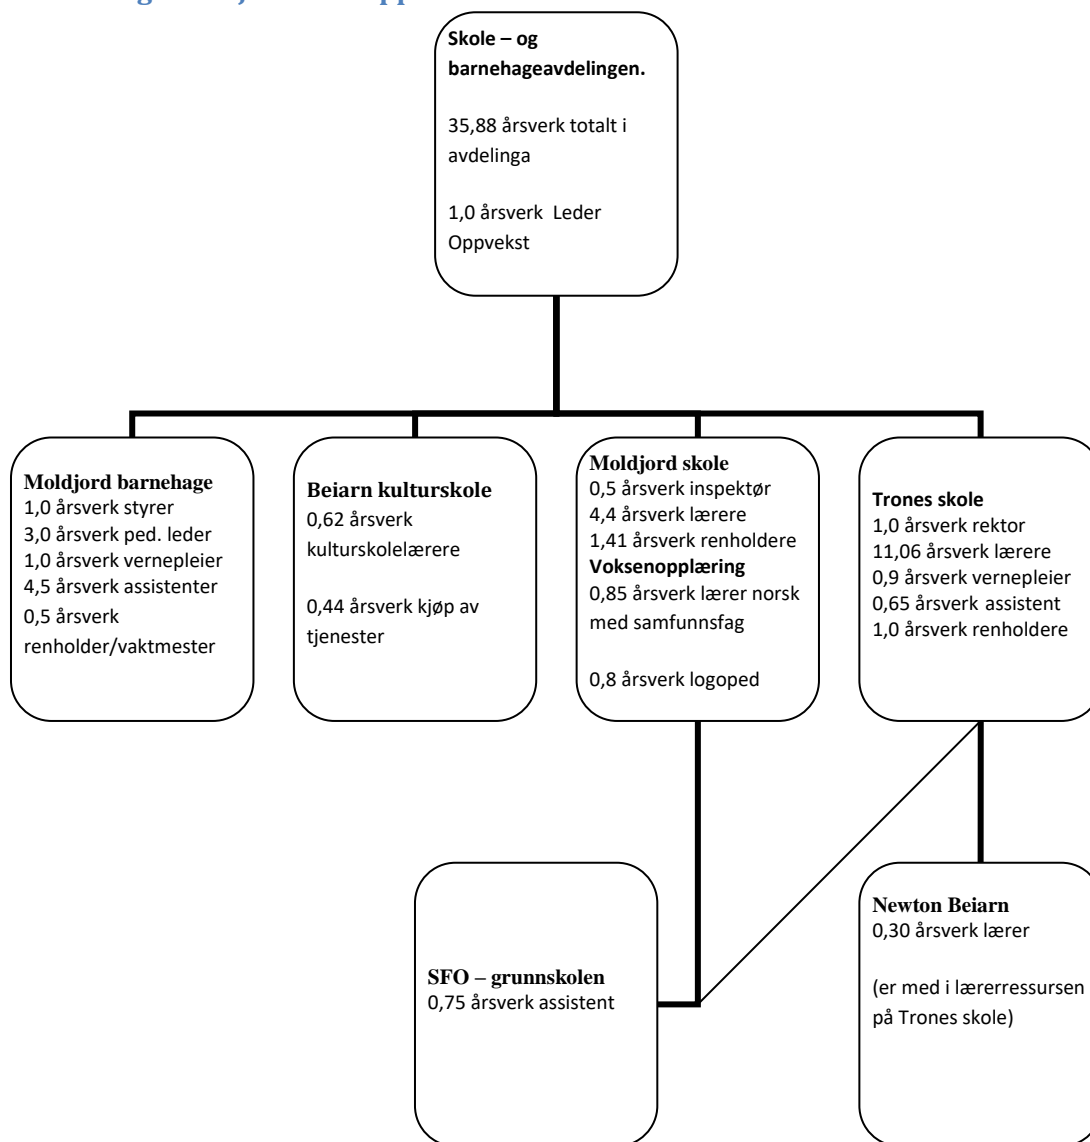 Skole – og
barnehageavdelingen.
35,88 årsverk totalt i
avdelinga
1,0 årsverk Leder
Oppvekst
Moldjord barnehage
1,0 årsverk styrer
3,0 årsverk ped. leder
1,0 årsverk vernepleier
4,5 årsverk assistenter
0,5 årsverk
renholder/vaktmester
Beiarn kulturskole
0,62 årsverk
kulturskolelærere
0,44 årsverk kjøp av
tjenester
Moldjord skole
0,5 årsverk inspektør
4,4 årsverk lærere
1,41 årsverk renholdere
Voksenopplæring
0,85 årsverk lærer norsk
med samfunnsfag
0,8 årsverk logoped
Trones skole
1,0 årsverk rektor
11,06 årsverk lærere
0,9 årsverk vernepleier
0,65 årsverk assistent
1,0 årsverk renholdere
SFO – grunnskolen
0,75 årsverk assistent
Newton Beiarn
0,30 årsverk lærer
(er med i lærerressursen
på Trones skole)